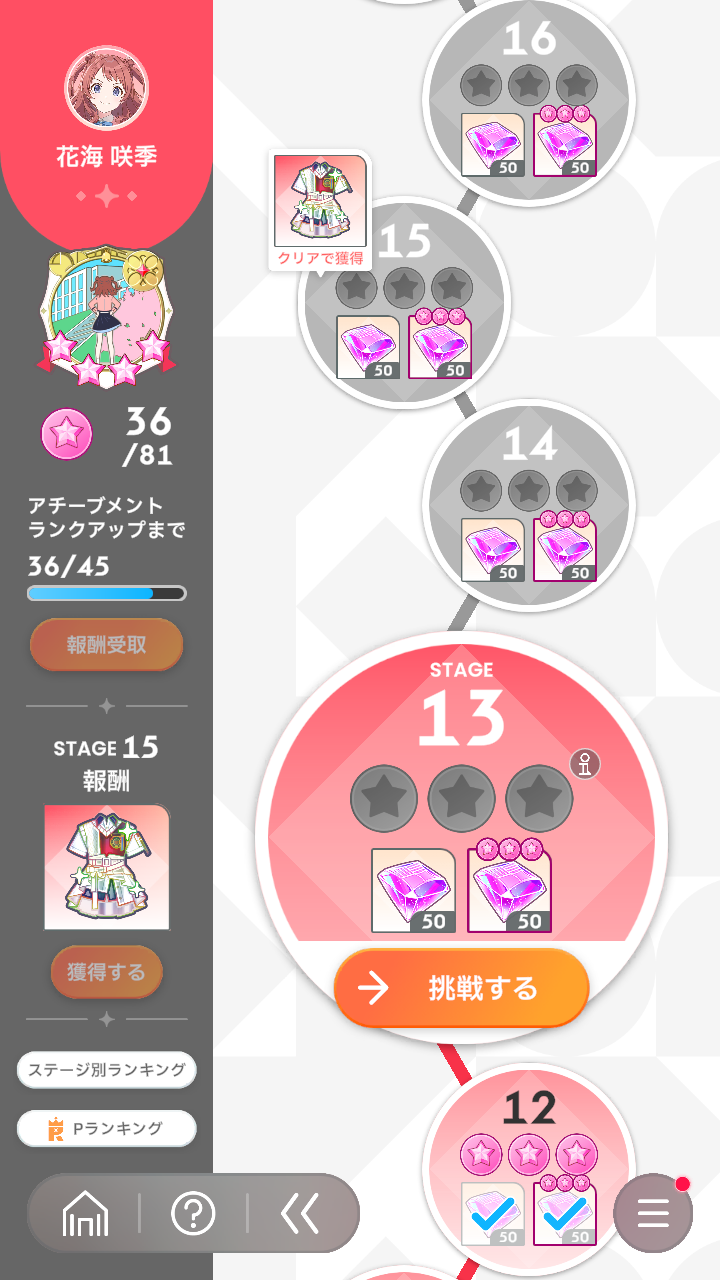 花海 咲季
36
/81
アチーブメント
ランクアップまで
36/45
報酬受取
STAGE 15
報酬
獲得する
ステージ別ランキング
Pランキング
16
50
50
クリアで獲得
15
50
50
14
50
50
STAGE
13
50
50
挑戦する
12
50
50